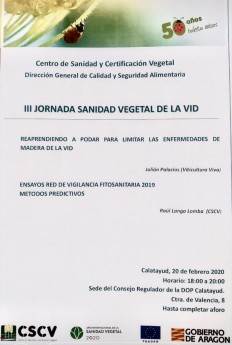 50 años
Centro de Sanidad y Certificación Vegetal
Dirección General de Calidad y Seguridad Alimentaria
III JORNADA SANIDAD VEGETAL DE LA VID
REAPRENDIENDO A PODAR PARA LIMITAR LAS ENFERMEDADES DE
MADERA DE LA VID
Julián Palacios (Viticultura Viva)
ENSAYOS RED DE VIGILANCIA FITOSANITARIA 2019
METODOS PREDICTIVOS
Raúl Langa Lomba (CSCV)
Calatayud, 20 de febrero 2020
Horario: 18:00 a 20:00
Sede del Consejo Regulador de la DOP Calatayud.
Ctra. de Valencia, 8
Hasta completar aforo
CSCV
SANIDAD VEGETAL
2020
FEADER
GOBIERNO
DE ARAGON